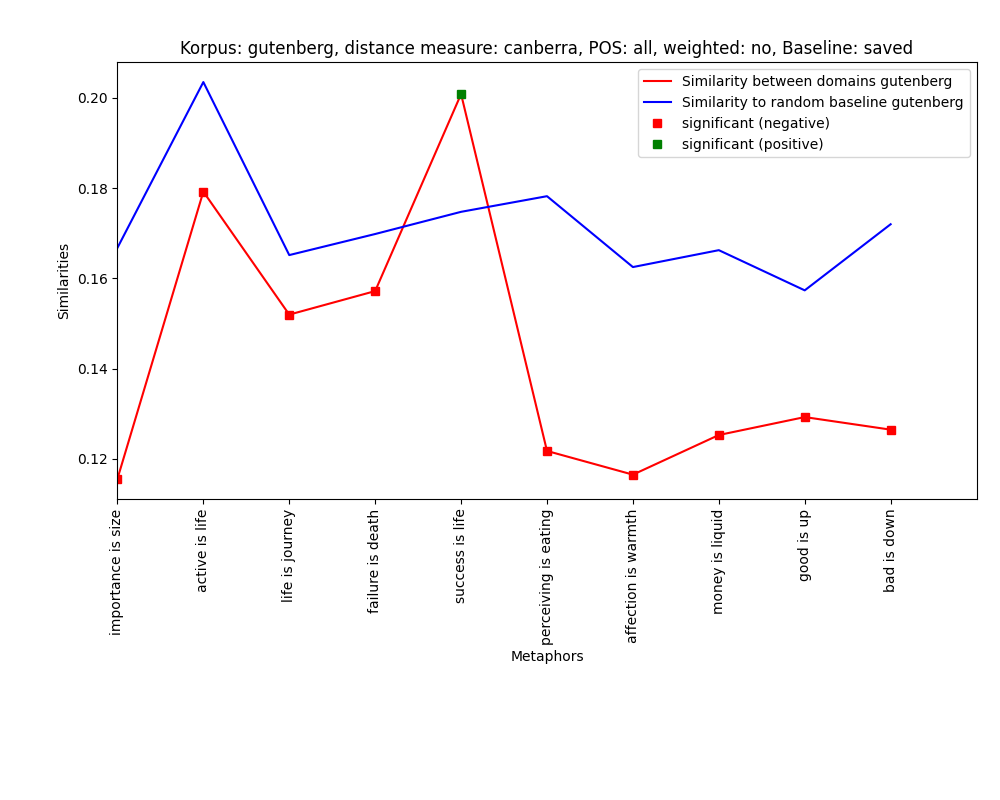 Korpus: gutenberg, distance measure: canberra, POS: all, weighted: no, Baseline: saved
Similarity between domains gutenberg
Similarity to random baseline gutenberg
significant (negative)
significant (positive)
Similarities
0.20
0.18
0.16
0.14
0.12
importance is size
active is life
life is journey
failure is death
success is life
perceiving is eating
affection is warmth
money is liquid
good is up
bad is down
Metaphors